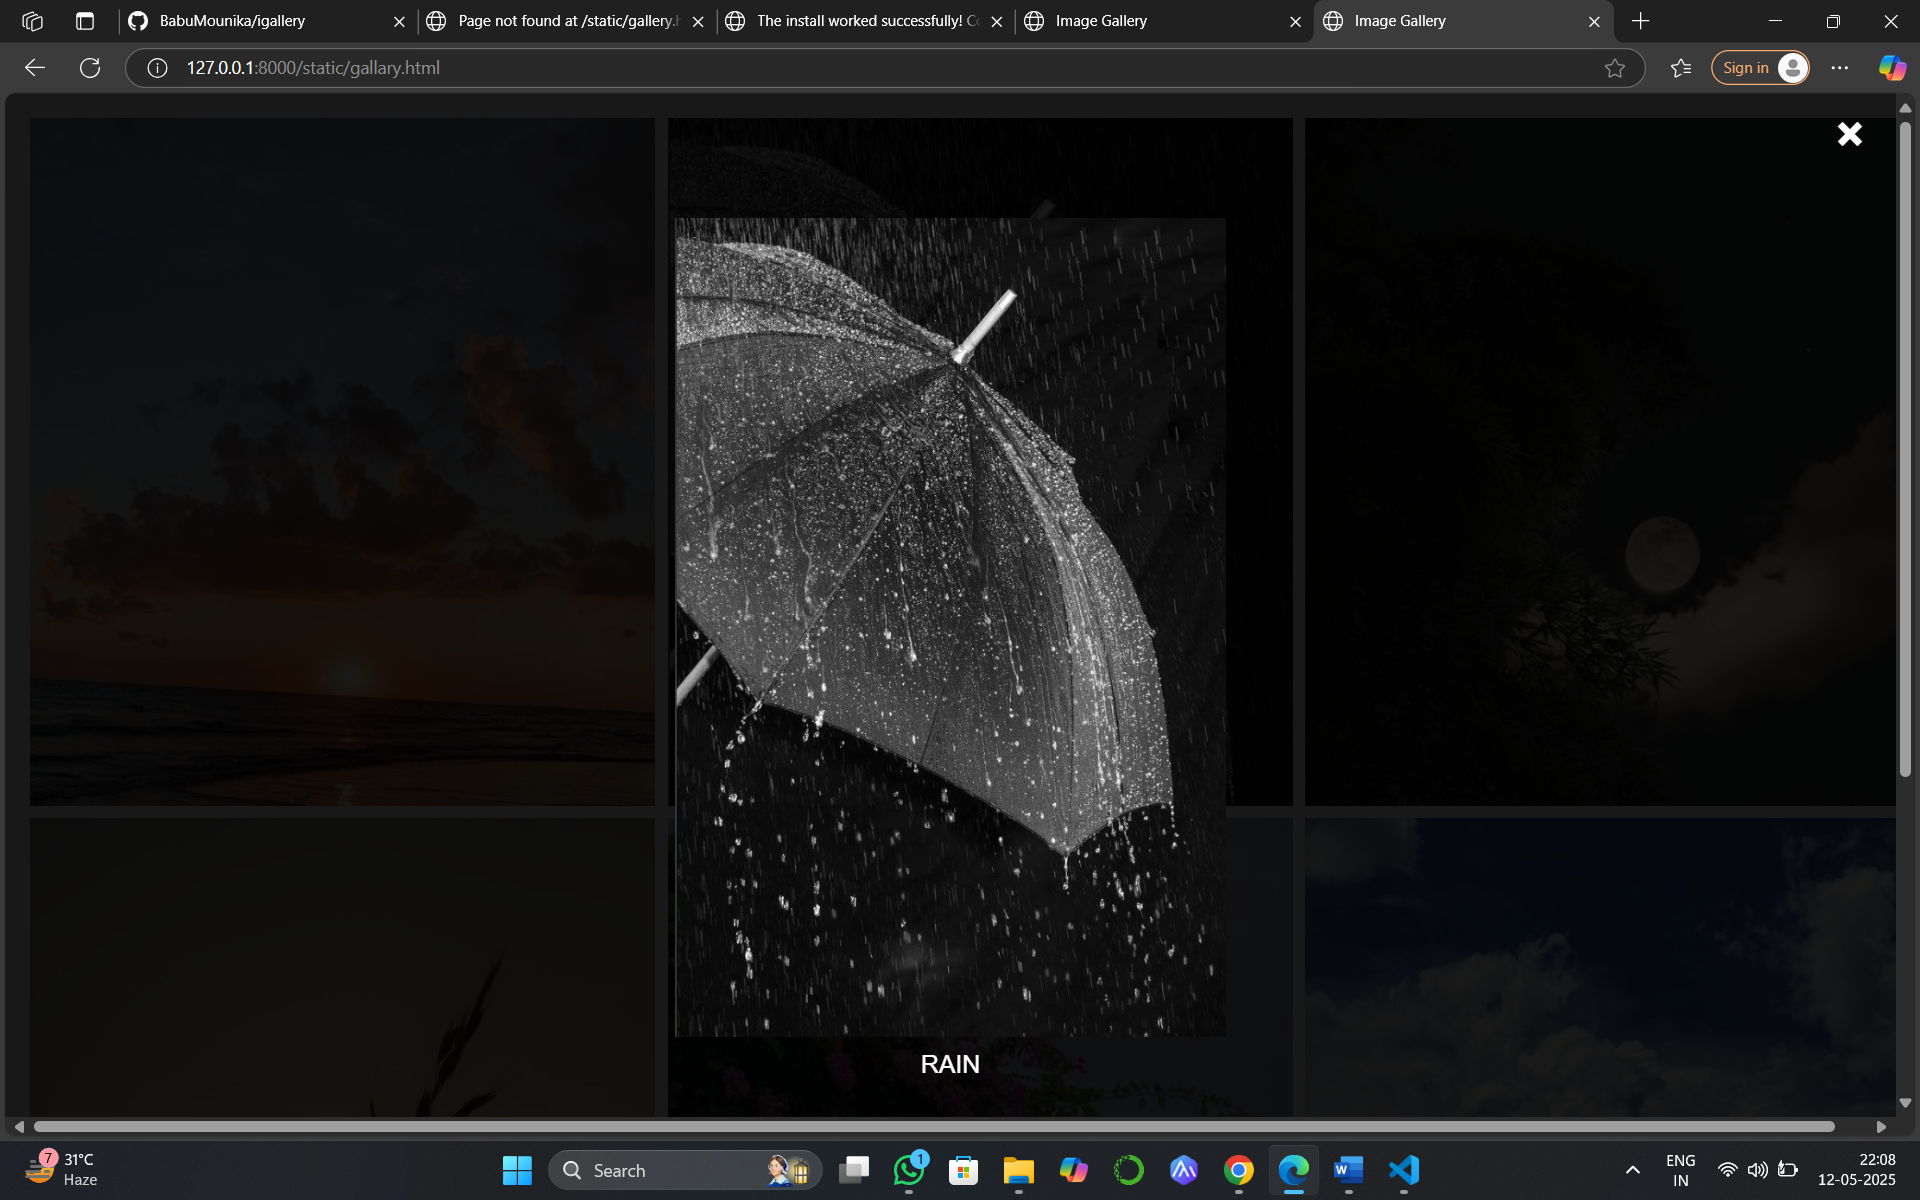 BabuMounika/igallery
Page not found at /static/gallery.h
The install worked successfully! Co
Image Gallery
Image Gallery
127.0.0.1:8000/static/gallary.html
Sign in
RAIN
7
31°C
Haze
Search
1
ENG
IN
22:08
12-05-2025